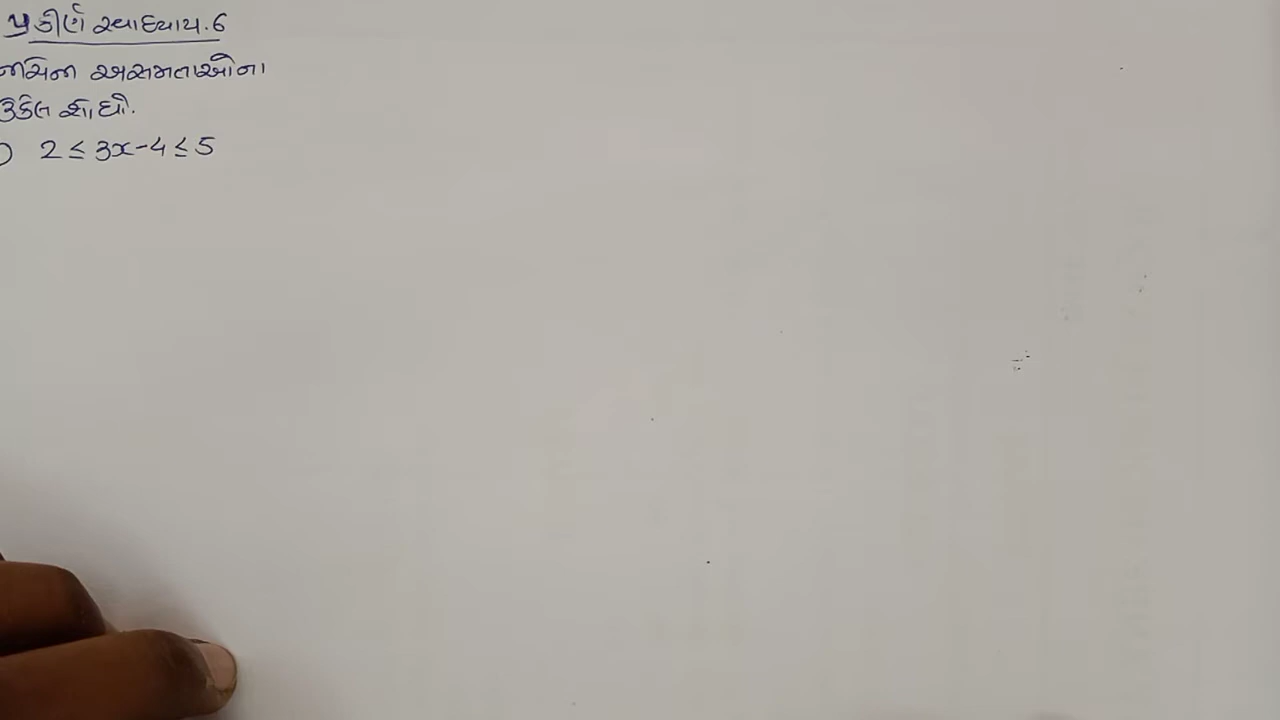 પ્રકીર્ણ સ્વાધ્યાય.6
અસમતાઓના
ઉકેલ શોધો.
) 2 ≤ 3x-4 ≤ 5